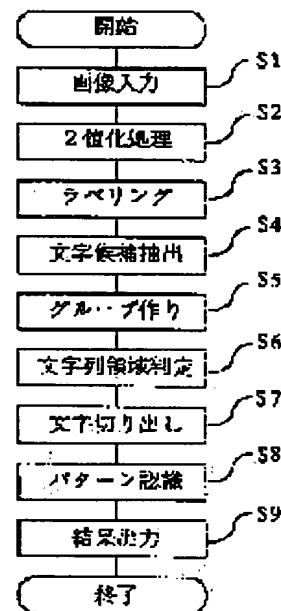 開始
画像入力 S1
2値化処理 S2
ラベリング S3
文字候補抽出 S4
グループ作り S5
文字列領域判定 S6
文字切り出し S7
パターン認識 S8
結果出力 S9
終了